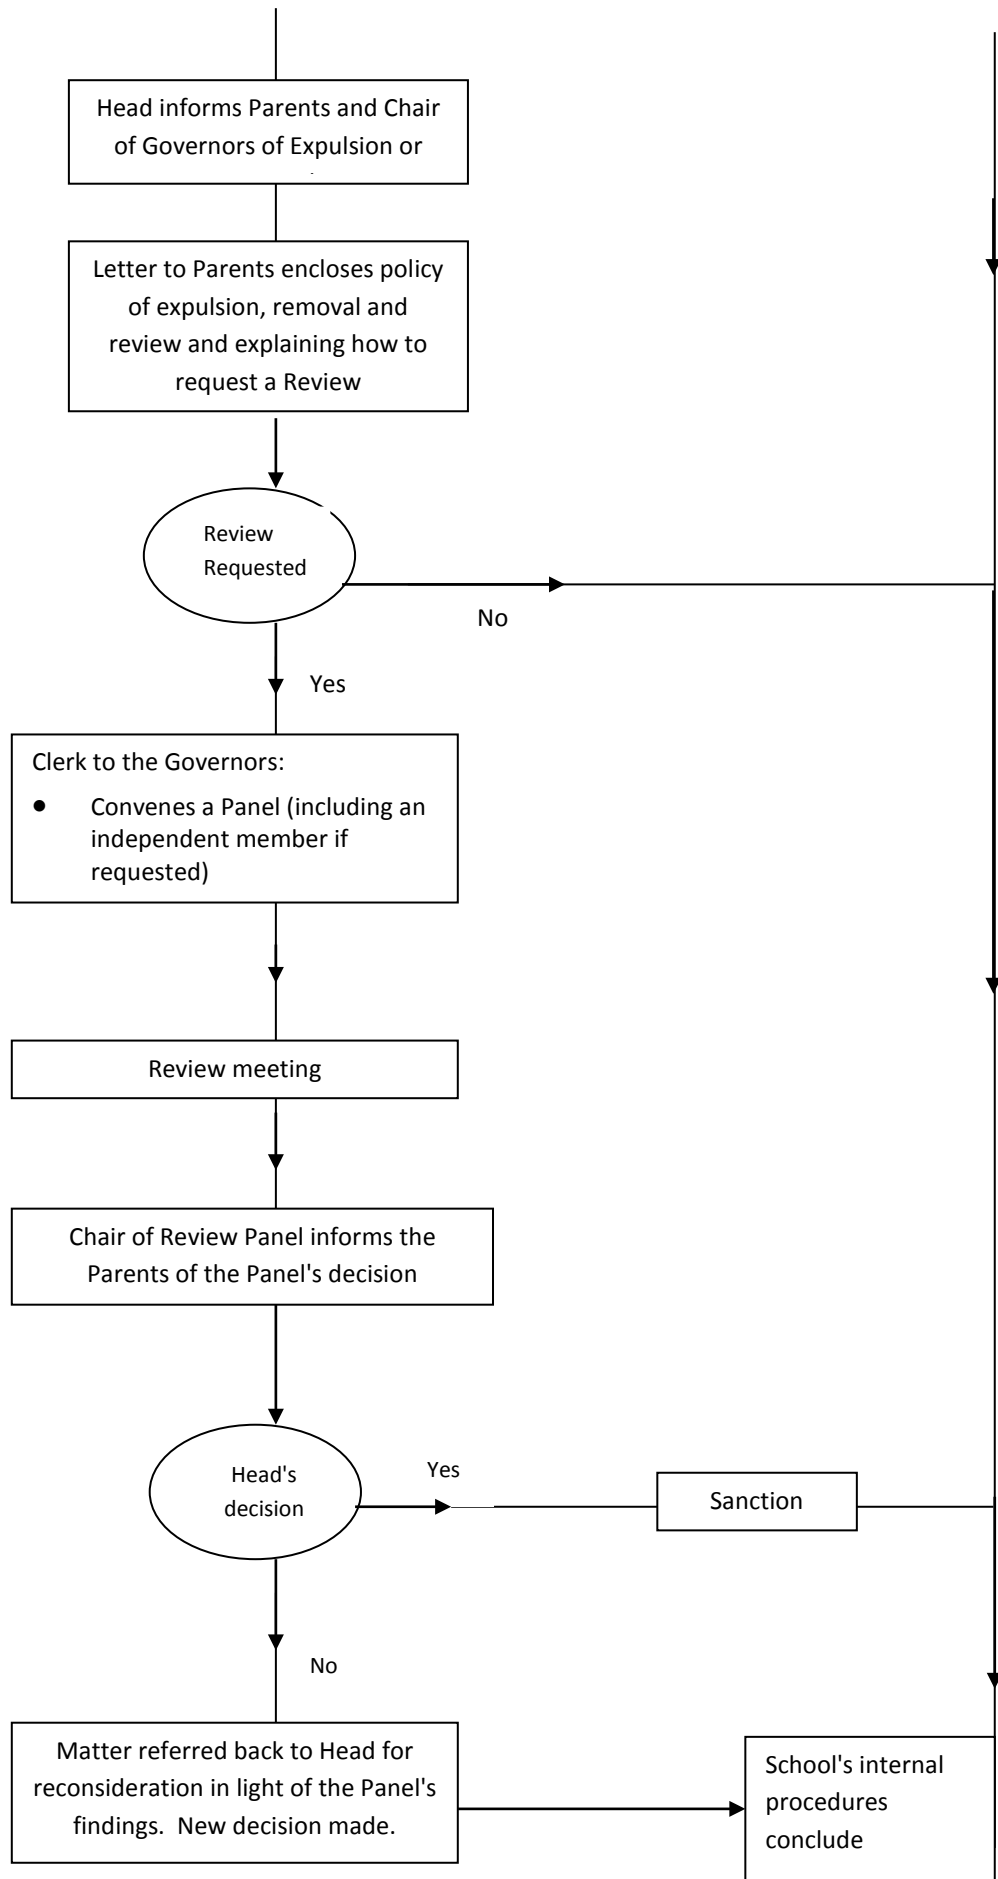 Head informs Parents and Chair
of Governors of Expulsion or
Letter to Parents encloses policy
of expulsion, removal and
review and explaining how to
request a Review
Review
Requested
No
Yes
Clerk to the Governors:
● Convenes a Panel (including an
independent member if
requested)
Review meeting
Chair of Review Panel informs the
Parents of the Panel's decision
Head's
decision
Yes
Sanction
No
Matter referred back to Head for
reconsideration in light of the Panel's
findings. New decision made.
School's internal
procedures
conclude